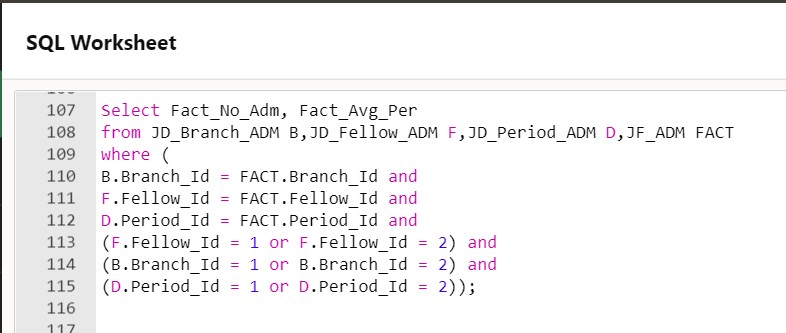 SQL Worksheet
107 Select Fact_No_Adm, Fact_Avg_Per
108 from JD_Branch_ADM B,JD_Fellow_ADM F,JD_Period_ADM D,JF_ADM FACT
109 where (
110 B.Branch_Id = FACT.Branch_Id and
111 F.Fellow_Id = FACT.Fellow_Id and
112 D.Period_Id = FACT.Period_Id and
113 (F.Fellow_Id = 1 or F.Fellow_Id = 2) and
114 (B.Branch_Id = 1 or B.Branch_Id = 2) and
115 (D.Period_Id = 1 or D.Period_Id = 2));
116
117